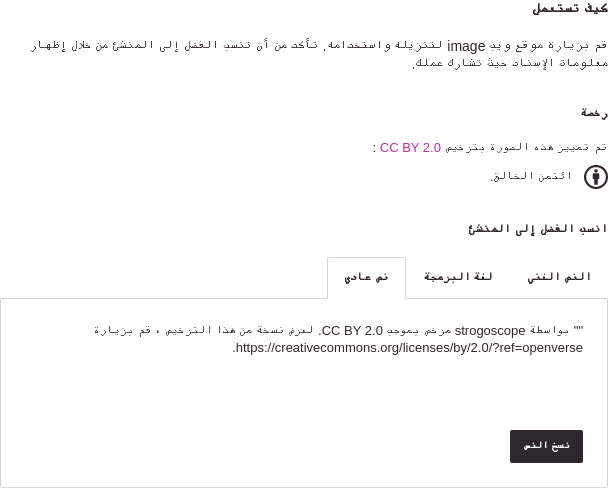 كيف تستعمل
قم بزيارة موقع ويب image لتنزيله واستخدامه. تأكد من أن تنسب الفضل إلى المنشئ من خلال إظهار
معلومات الإسناد حيث تشارك عملك.
رخصة
تم تمييز هذه الصورة بترخيص CC BY 2.0 :
ائتمن الخالق.
انسب الفضل إلى المنشئ
النص الغني
لغة البرمجة
نص عادي
"" بواسطة strogoscope مرخص بموجب CC BY 2.0. لعرض نسخة من هذا الترخيص ، قم بزيارة
https://creativecommons.org/licenses/by/2.0/?ref=openverse.
نسخ النص